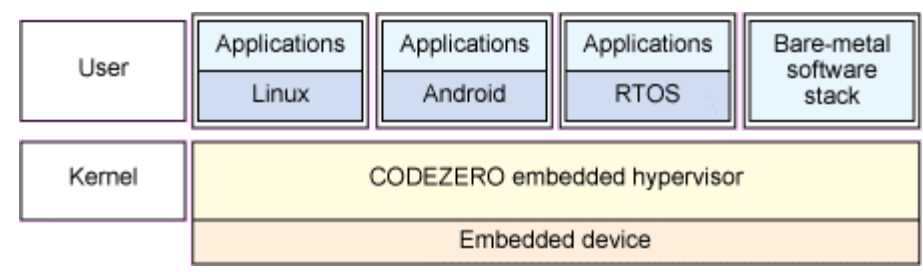 User
Applications
Linux
Applications
Android
Applications
RTOS
Bare-metal
software
stack
Kernel
CODEZERO embedded hypervisor
Embedded device